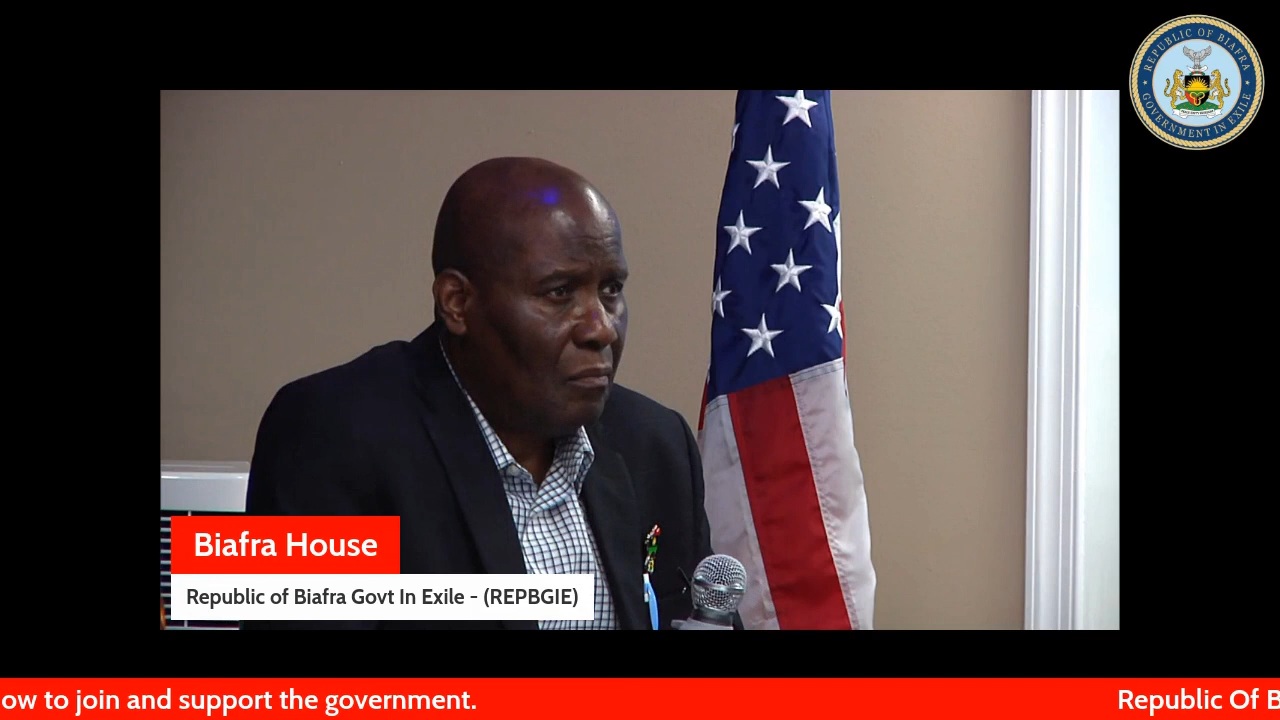 REPUBLIC OF BIAFRA
GOVERNMENT IN EXILE
Biafra House
Republic of Biafra Govt In Exile - (REPBGIE)
ow to join and support the government.
Republic Of B